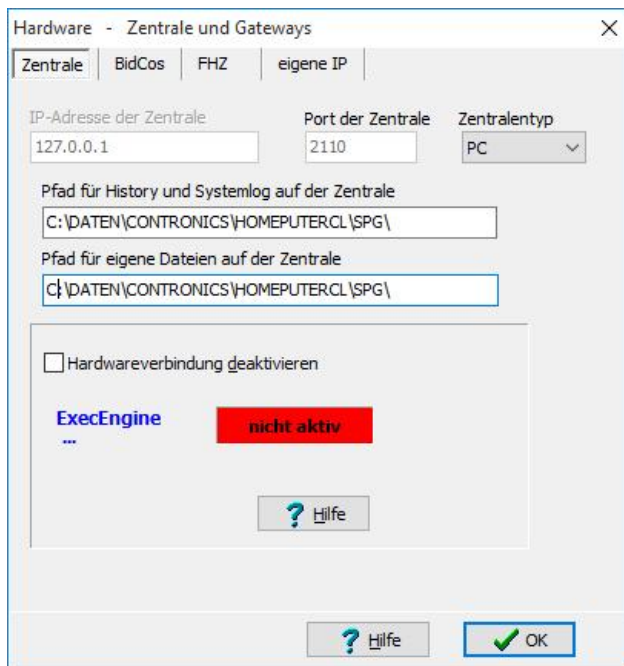 Hardware - Zentrale und Gateways
Zentrale BidCos FHZ eigene IP
IP-Adresse der Zentrale Port der Zentrale Zentralentyp
127.0.0.1 2110 PC
Pfad für History und Systemlog auf der Zentrale
C:\DATEN\CONTRONICS\HOMEPUTERCL\SPG\
Pfad für eigene Dateien auf der Zentrale
C:\DATEN\CONTRONICS\HOMEPUTERCL\SPG\
Hardwareverbindung deaktivieren
ExecEngine nicht aktiv
...
? Hilfe
? Hilfe OK